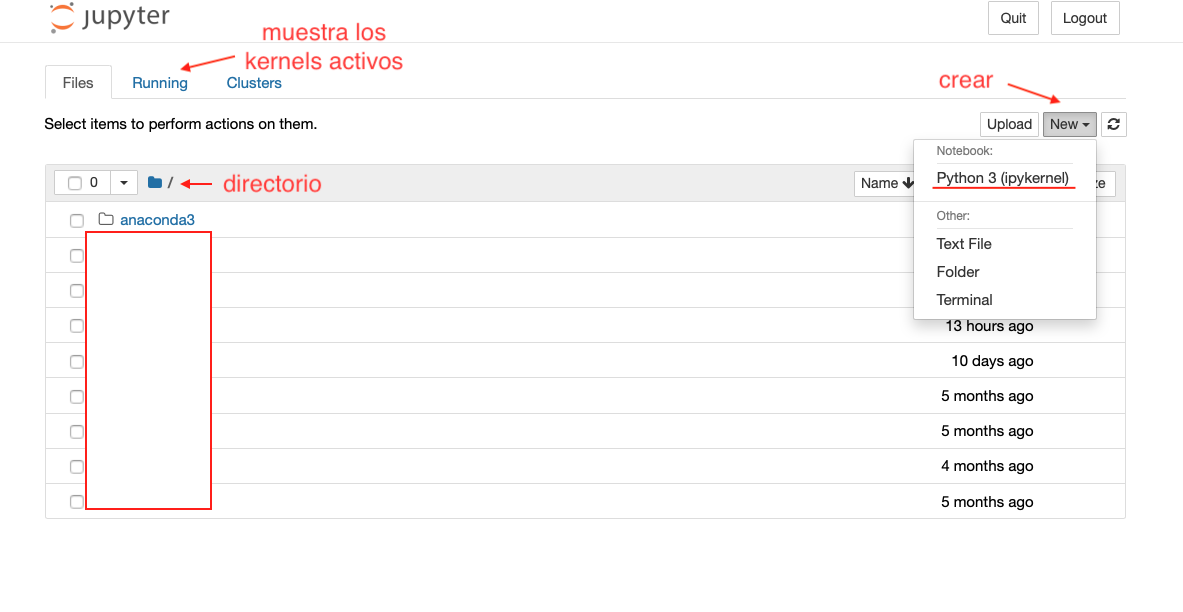 jupyter
Quit
Logout
muestra los
kernels activos
Files
Running
Clusters
crear
Select items to perform actions on them.
Upload
New
Notebook:
Python 3 (ipykernel)
Other:
Text File
Folder
Terminal
0
/
directorio
Name
anaconda3
13 hours ago
10 days ago
5 months ago
5 months ago
4 months ago
5 months ago